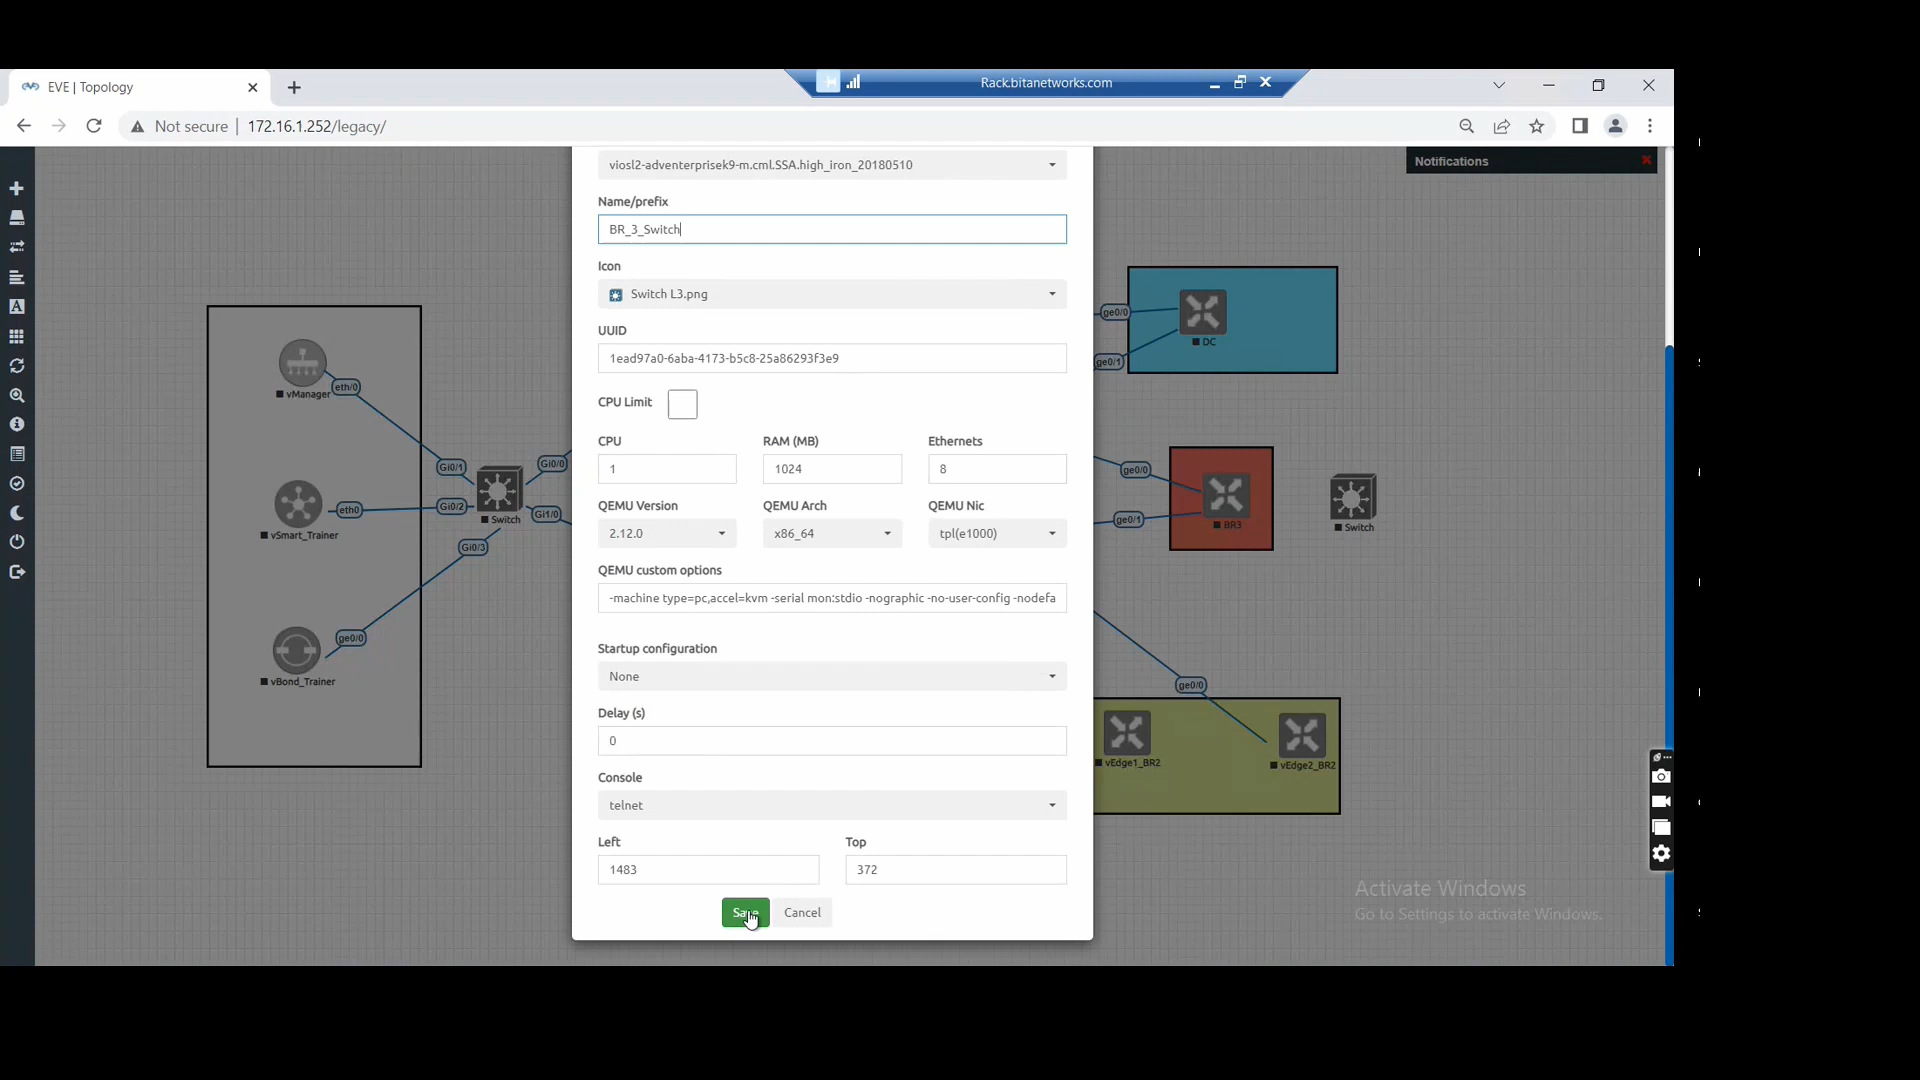 EVE | Topology
Rack.bitanetworks.com
Not secure
172.16.1.252/legacy/
Notifications
viosl2-adventerprisek9-m.cml.SSA.high_iron_20180510
Name/prefix
BR_3_Switch
Icon
Switch L3.png
UUID
1ead97a0-6aba-4173-b5c8-25a86293f3e9
CPU Limit
CPU
RAM (MB)
Ethernets
1
1024
8
QEMU Version
QEMU Arch
QEMU Nic
2.12.0
x86_64
tpl(e1000)
QEMU custom options
-machine type=pc,accel=kvm -serial mon:stdio -nographic -no-user-config -nodefa
Startup configuration
None
Delay (s)
0
Console
telnet
Left
Top
1483
372
Save
Cancel
vManager
eth/0
Gi0/1
Gi0/0
vSmart_Trainer
eth0
Gi0/2
Switch
Gi1/0
Gi0/3
vBond_Trainer
ge0/0
ge0/0
DC
ge0/1
ge0/0
BR3
ge0/1
Switch
ge0/0
vEdge1_BR2
vEdge2_BR2
Activate Windows
Go to Settings to activate Windows.